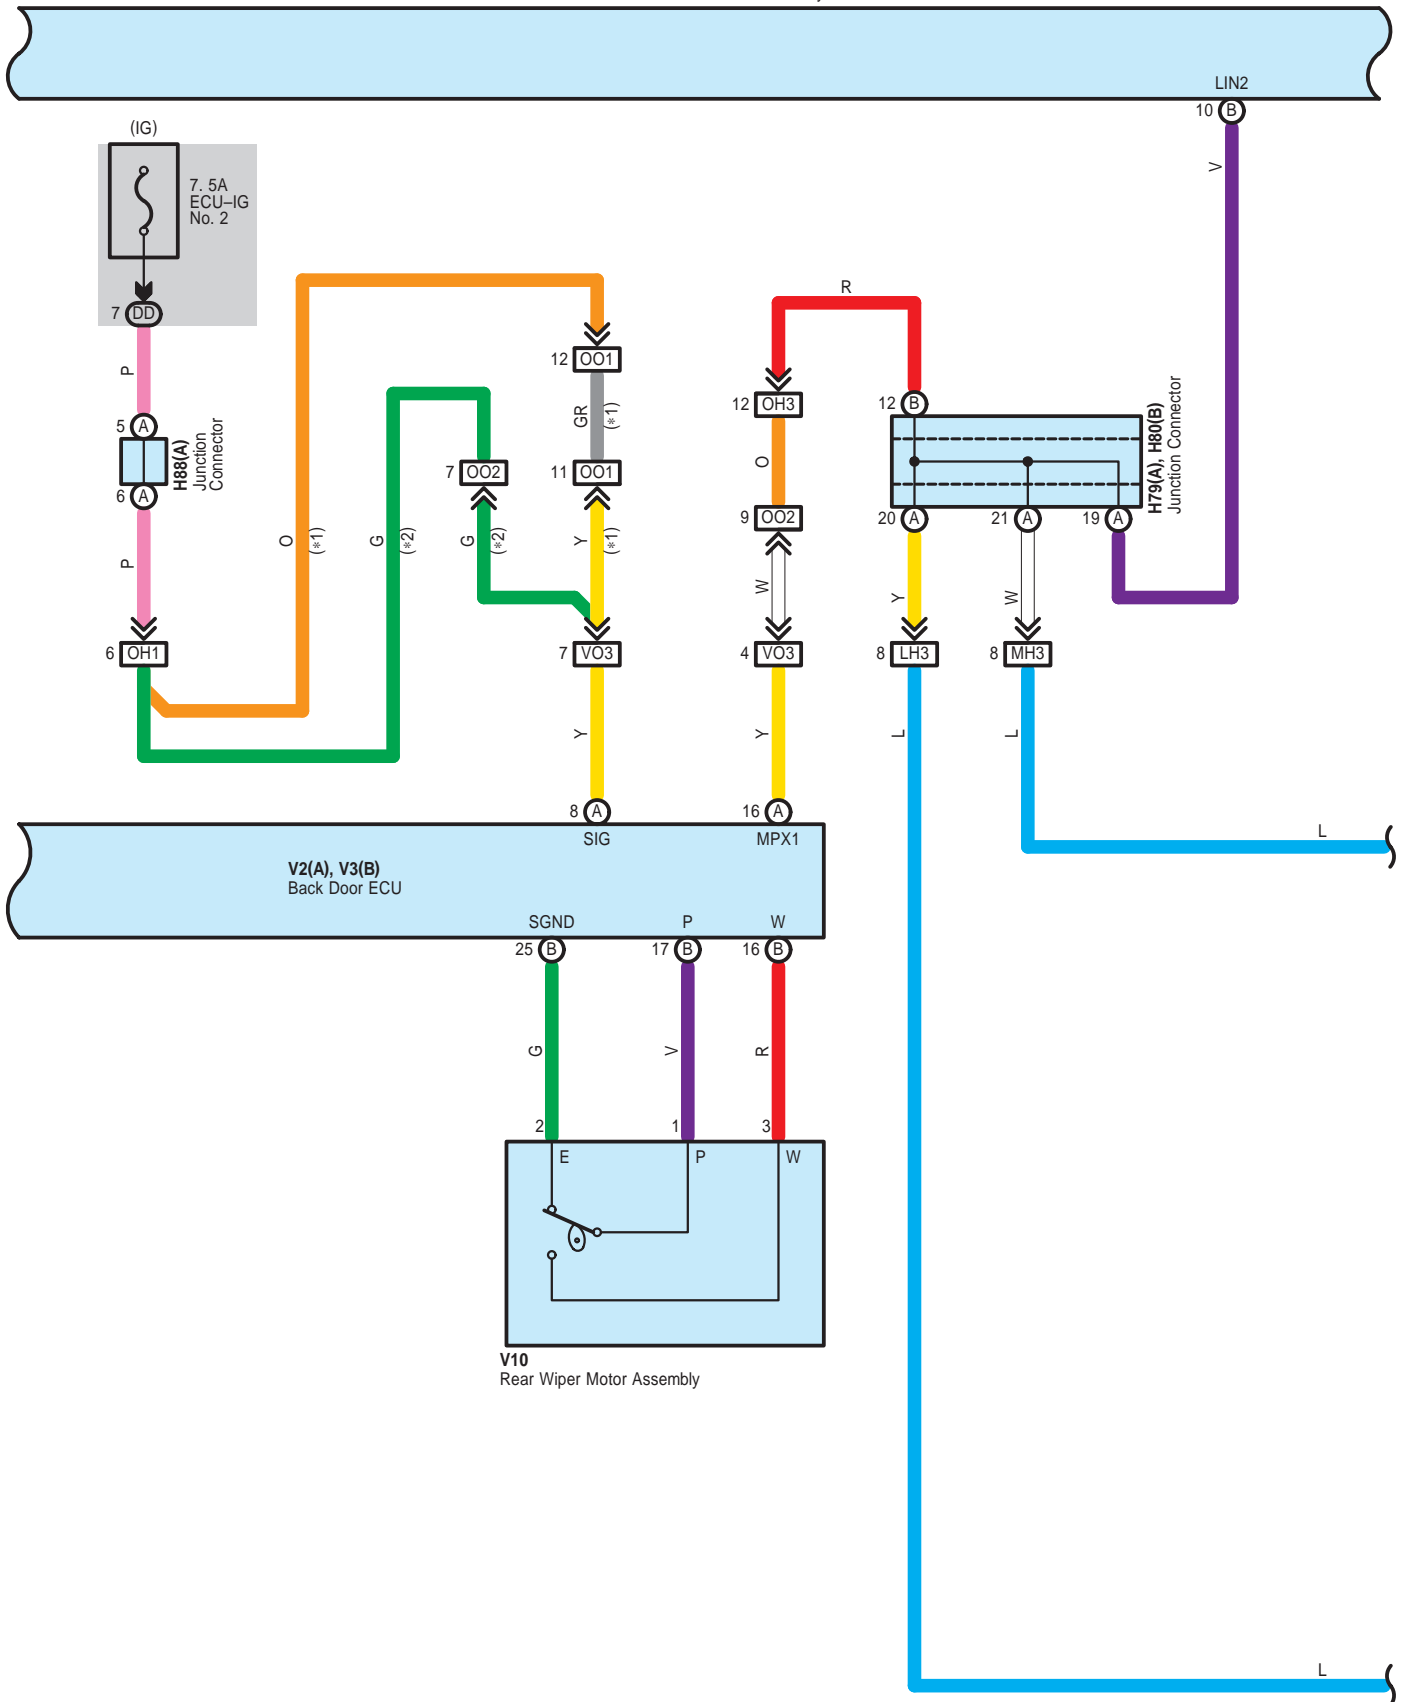 LIN2
10 B
V
(IG)
7. 5A
ECU–IG
No. 2
7 DD
P
5 A
H88(A)
Junction
Connector
6 A
P
6 OH1
O
(*1)
G
(*2)
7 OO2
G
(*2)
12 OO1
GR
(*1)
11 OO1
Y
(*1)
7 VO3
Y
8 A
SIG
R
12 OH3
O
9 OO2
W
4 VO3
Y
16 A
MPX1
12 B
H79(A), H80(B)
Junction Connector
20 A
21 A
19 A
Y
W
8 LH3
8 MH3
L
L
L
V2(A), V3(B)
Back Door ECU
SGND
P
W
25 B
17 B
16 B
G
V
R
2
1
3
E
P
W
V10
Rear Wiper Motor Assembly
L